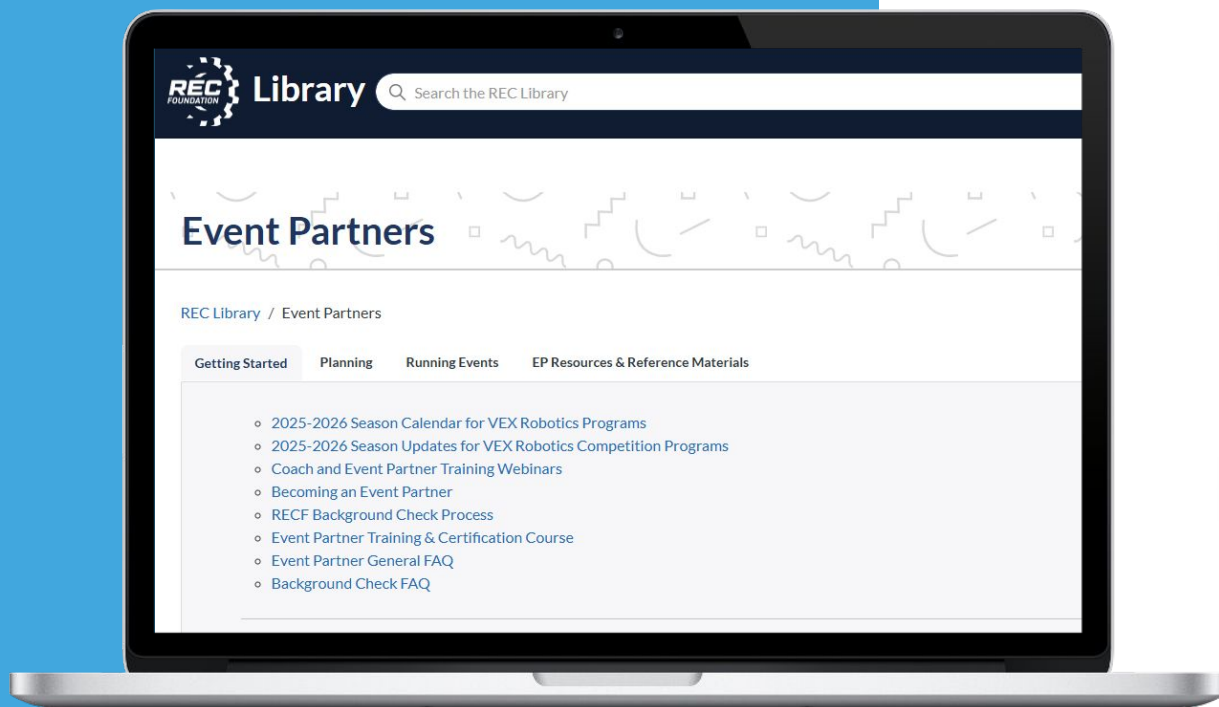 REC
FOUNDATION
Library
Search the REC Library
Event Partners
REC Library / Event Partners
Getting Started Planning Running Events EP Resources & Reference Materials
2025-2026 Season Calendar for VEX Robotics Programs
2025-2026 Season Updates for VEX Robotics Competition Programs
Coach and Event Partner Training Webinars
Becoming an Event Partner
RECF Background Check Process
Event Partner Training & Certification Course
Event Partner General FAQ
Background Check FAQ